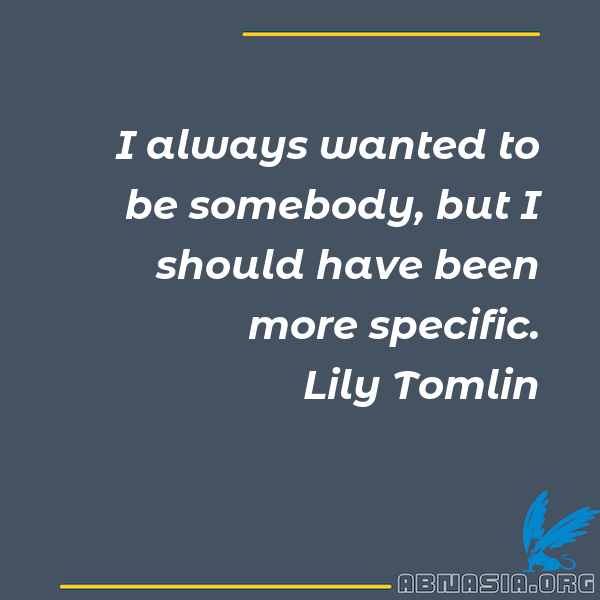 I always wanted to
be somebody, but I
should have been
more specific.
Lily Tomlin
ABNASIA.ORG